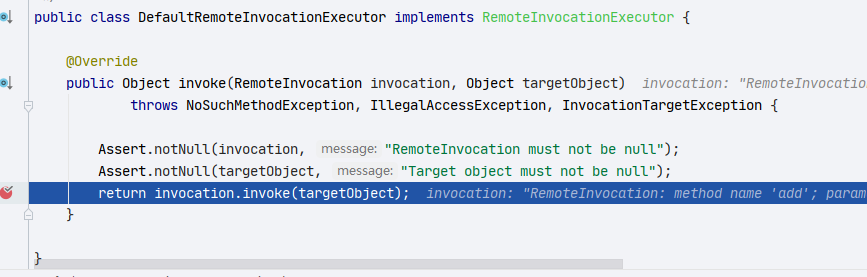 public class DefaultRemoteInvocationExecutor implements RemoteInvocationExecutor {
@Override
public Object invoke(RemoteInvocation invocation, Object targetObject) invocation: "RemoteInvocatio
throws NoSuchMethodException, IllegalAccessException, InvocationTargetException {
Assert.notNull(invocation, message: "RemoteInvocation must not be null");
Assert.notNull(targetObject, message: "Target object must not be null");
return invocation.invoke(targetObject); invocation: "RemoteInvocation: method name 'add'; param
}
}